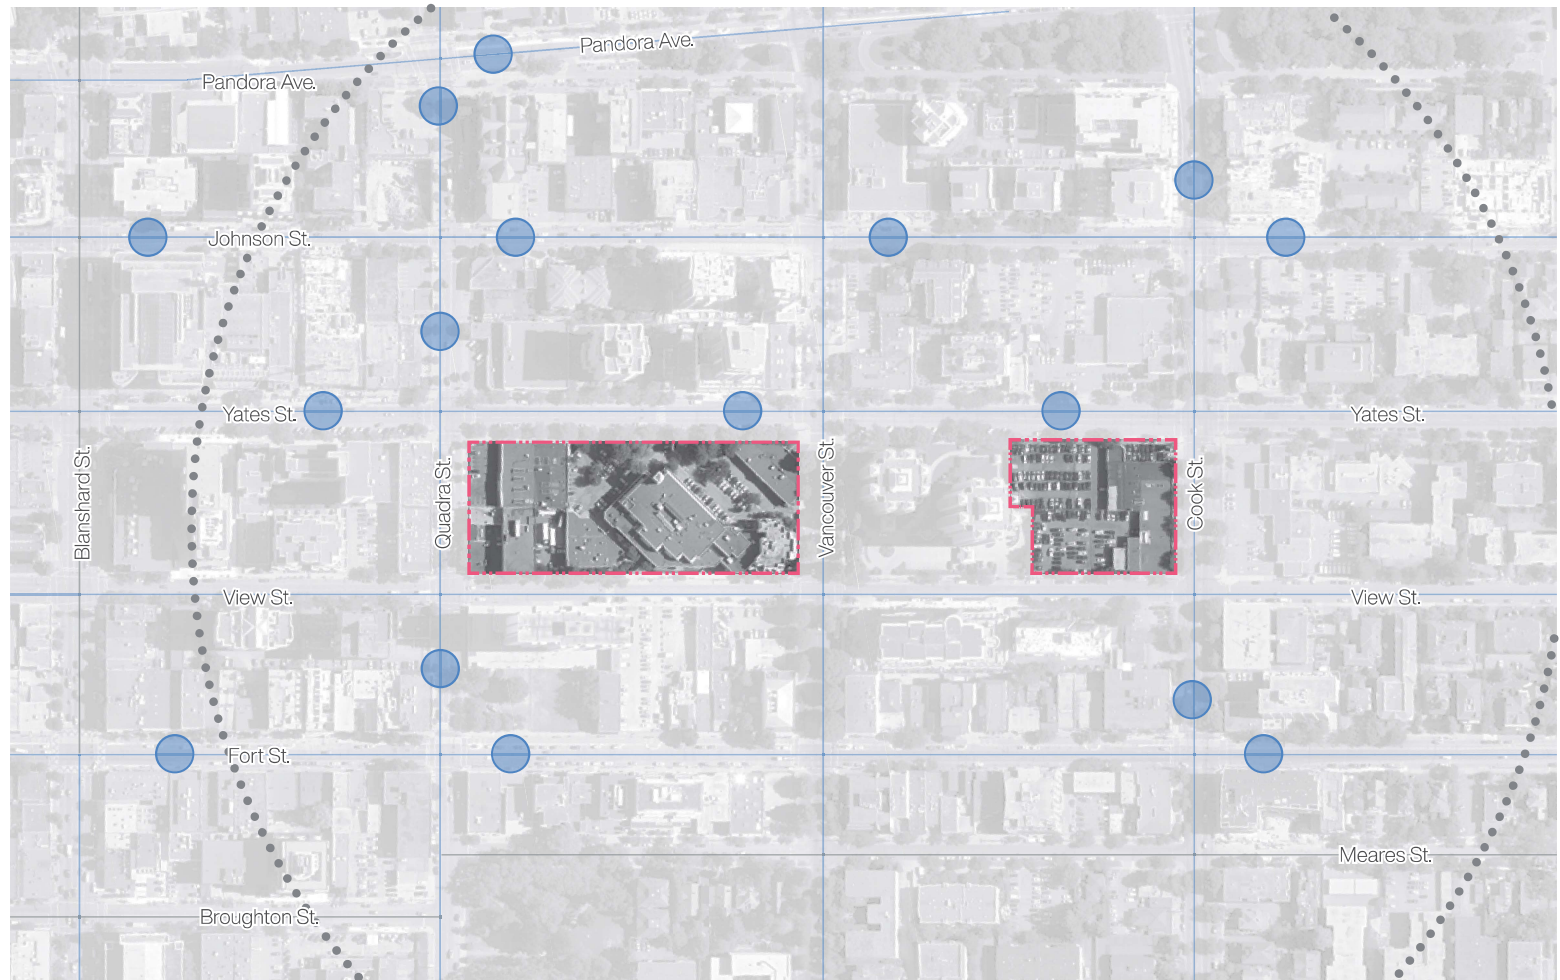 Pandora Ave.
Pandora Ave.
Johnson St.
Yates St.
Yates St.
Blanshard St.
Quadra St.
Vancouver St.
Cook St.
View St.
View St.
Fort St.
Meares St.
Broughton St.